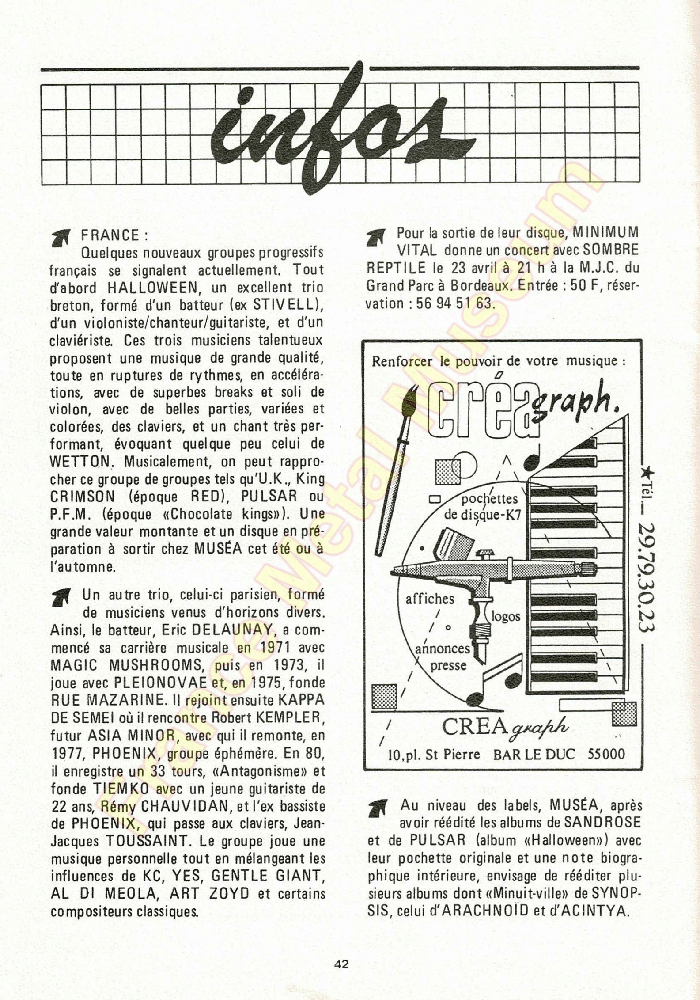 infos
FRANCE :
Quelques nouveaux groupes progressifs
français se signalent actuellement. Tout
d'abord HALLOWEEN, un excellent trio
breton, formé d'un batteur (ex STIVELL),
d'un violoniste/chanteur/guitariste, et d'un
claviériste. Ces trois musiciens talentueux
proposent une musique de grande qualité,
toute en ruptures de rythmes, en accéléra-
tions, avec de superbes breaks et soli de
violon, avec de belles parties, variées et
colorées, des claviers, et un chant très per-
formant, évoquant quelque peu celui de
WETTON. Musicalement, on peut rappro-
cher ce groupe de groupes tels qu'U.K., King
CRIMSON (époque RED), PULSAR ou
P.F.M. (époque «Chocolate kings»). Une
grande valeur montante et un disque en pré-
paration à sortir chez MUSÉA cet été ou à
l'automne.
Un autre trio, celui-ci parisien, formé
de musiciens venus d'horizons divers.
Ainsi, le batteur, Eric DELAUNAY, a com-
mencé sa carrière musicale en 1971 avec
MAGIC MUSHROOMS, puis en 1973, il
joue avec PLEIONOVAE et, en 1975, fonde
RUE MAZARINE. Il rejoint ensuite KAPPA
DE SEMEI où il rencontre Robert KEMPLER,
futur ASIA MINOR, avec qui il remonte, en
1977, PHOENIX, groupe éphémère. En 80,
il enregistre un 33 tours, «Antagonisme» et
fonde TIEMKO avec un jeune guitariste de
22 ans, Rémy CHAUVIDAN, et l'ex bassiste
de PHOENIX, qui passe aux claviers, Jean-
Jacques TOUSSAINT. Le groupe joue une
musique personnelle tout en mélangeant les
influences de KC, YES, GENTLE GIANT,
AL DI MEOLA, ART ZOYD et certains
compositeurs classiques.
Pour la sortie de leur disque, MINIMUM
VITAL donne un concert avec SOMBRE
REPTILE le 23 avril à 21 h à la M.J.C. du
Grand Parc à Bordeaux. Entrée : 50 F, réser-
vation : 56 94 51 63.
Renforcer le pouvoir de votre musique :
créagraph.
pochettes
de disque-K7
affiches
logos
annonces
presse
★ Tél.– 29.79.30.23
CREAgraph
10,pl. St Pierre BAR LE DUC 55000
Au niveau des labels, MUSÉA, après
avoir réédité les albums de SANDROSE
et de PULSAR (album «Halloween») avec
leur pochette originale et une note biogra-
phique intérieure, envisage de rééditer plu-
sieurs albums dont «Minuit-ville» de SYNOP-
SIS, celui d'ARACHNOÏD et d'ACINTYA.
42
France Metal Museum